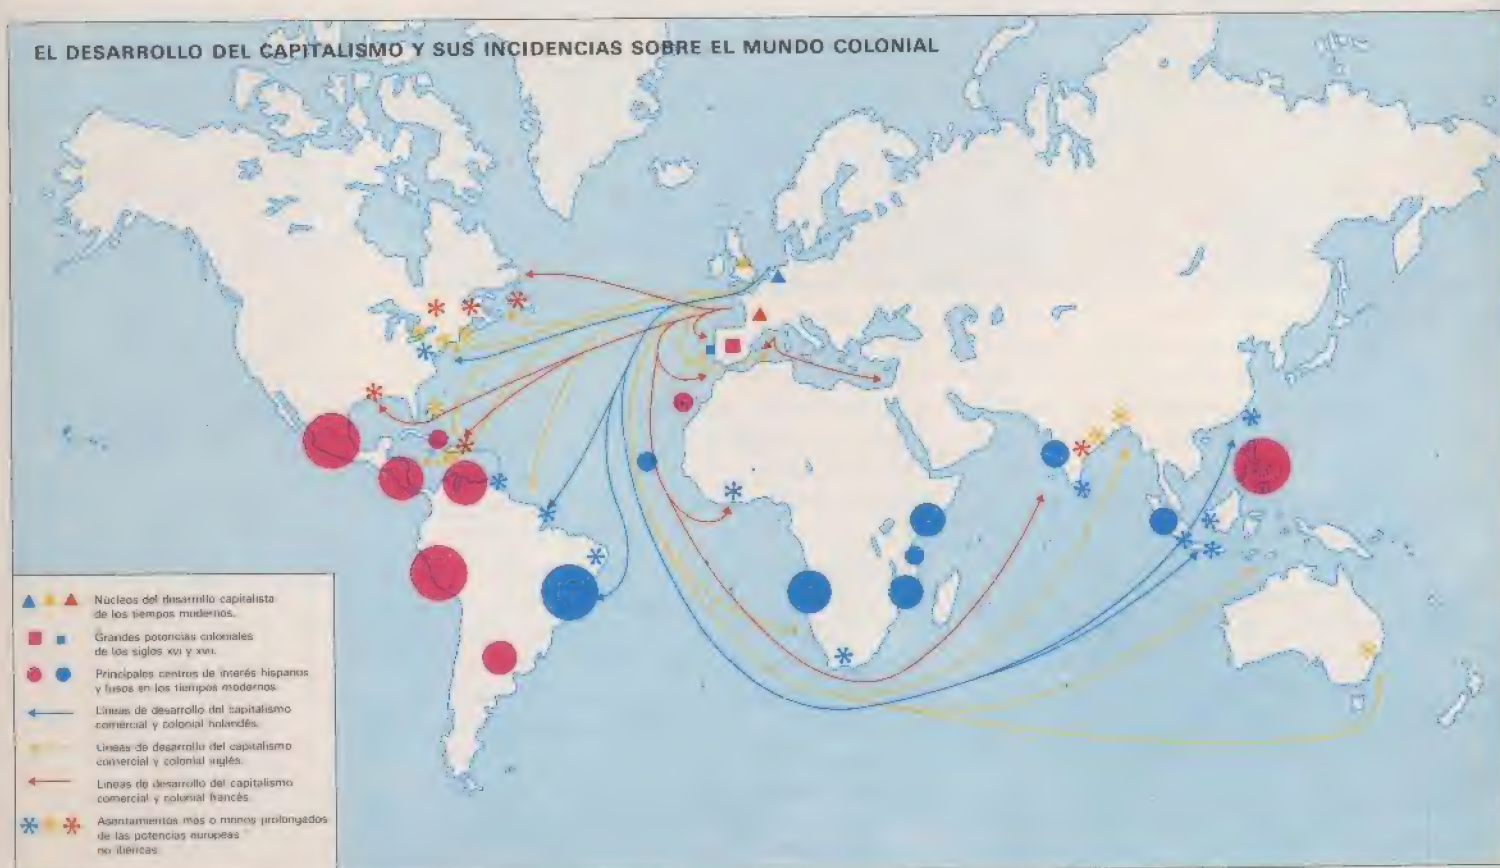 EL DESARROLLO DEL CAPITALISMO Y SUS INCIDENCIAS SOBRE EL MUNDO COLONIAL
Núcleos del desarrollo capitalista
de los tiempos modernos.
Grandes potencias coloniales
de los siglos XVI y XVII.
Principales centros de interés hispanos
y lusos en los tiempos modernos
Líneas de desarrollo del capitalismo
comercial y colonial holandés.
Líneas de desarrollo del capitalismo
comercial y colonial inglés.
Líneas de desarrollo del capitalismo
comercial y colonial francés.
Asentamientos mas o menos prolongados
de las potencias europeas
no ibéricas